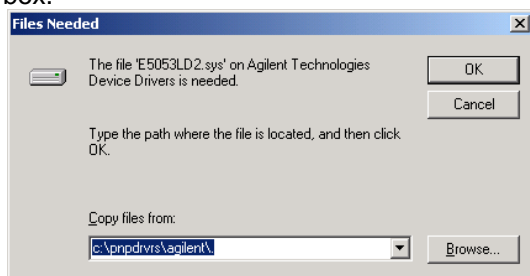 box.
Files Needed
The file 'E5053LD2.sys' on Agilent Technologies
Device Drivers is needed.
OK
Cancel
Type the path where the file is located, and then click
OK.
Copy files from:
c:\pnpdrvrs\agilent\.
Browse...